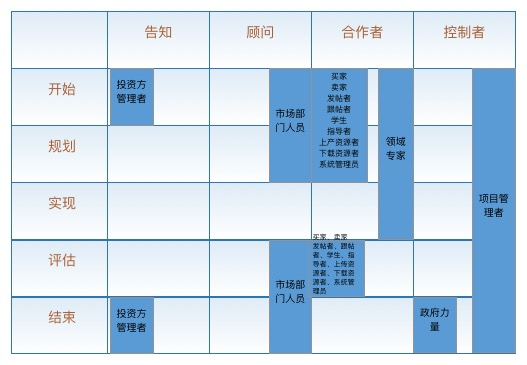 告知
顾问
合作者
控制者
开始
规划
实现
评估
结束
投资方
管理者
市场部
门人员
买家
卖家
发帖者
跟帖者
学生
指导者
上产资源者
下载资源者
系统管理员
领域
专家
项目管
理者
买家、卖家
发帖者、跟帖
者、学生、指
导者、上传资
源者、下载资
源者、系统管
理员
市场部
门人员
投资方
管理者
政府力
量